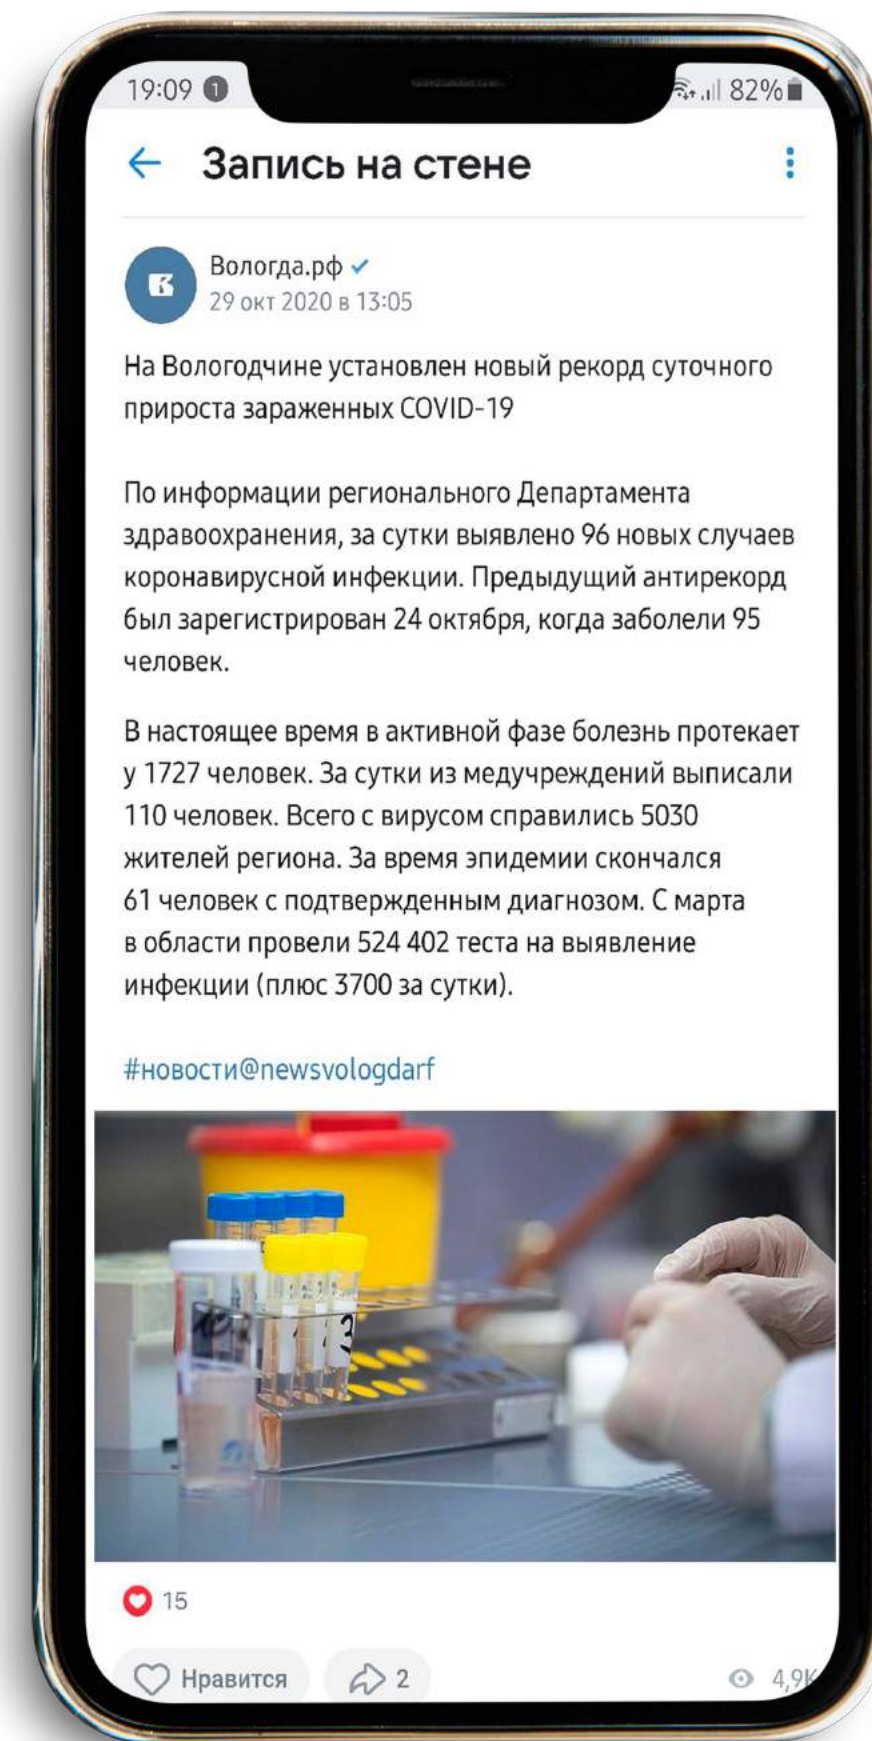 19:09 1 82%
Запись на стене
Вологда.рф
29 окт 2020 в 13:05
На Вологодчине установлен новый рекорд суточного
прироста зараженных COVID-19
По информации регионального Департамента
здравоохранения, за сутки выявлено 96 новых случаев
коронавирусной инфекции. Предыдущий антирекорд
был зарегистрирован 24 октября, когда заболели 95
человек.
В настоящее время в активной фазе болезнь протекает
у 1727 человек. За сутки из медучреждений выписали
110 человек. Всего с вирусом справились 5030
жителей региона. За время эпидемии скончался
61 человек с подтвержденным диагнозом. С марта
в области провели 524 402 теста на выявление
инфекции (плюс 3700 за сутки).
#новости@newsvologdarf
3
15
Нравится 2 4,9K